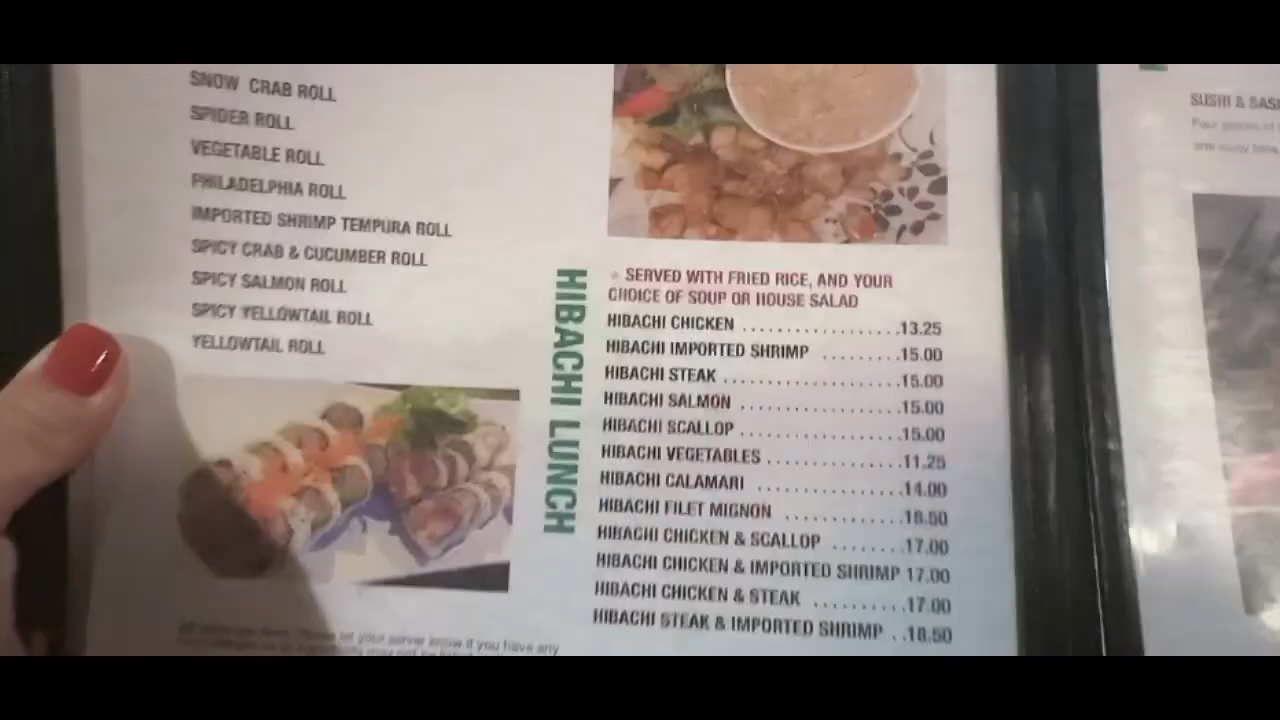 SNOW CRAB ROLL
SPIDER ROLL
VEGETABLE ROLL
PHILADELPHIA ROLL
IMPORTED SHRIMP TEMPURA ROLL
SPICY CRAB & CUCUMBER ROLL
SPICY SALMON ROLL
SPICY YELLOWTAIL ROLL
YELLOWTAIL ROLL
let your server know if you have any
HIBACHI LUNCH
SERVED WITH FRIED RICE, AND YOUR
CHOICE OF SOUP OR HOUSE SALAD
HIBACHI CHICKEN ..................13.25
HIBACHI IMPORTED SHRIMP .........15.00
HIBACHI STEAK ....................15.00
HIBACHI SALMON ..................15.00
HIBACHI SCALLOP ..................15.00
HIBACHI VEGETABLES ...............11.25
HIBACHI CALAMARI ................14.00
HIBACHI FILET MIGNON .............18.50
HIBACHI CHICKEN & SCALLOP ........17.00
HIBACHI CHICKEN & IMPORTED SHRIMP 17.00
HIBACHI CHICKEN & STEAK ..........17.00
HIBACHI STEAK & IMPORTED SHRIMP ..18.50
SUSHI & SAS